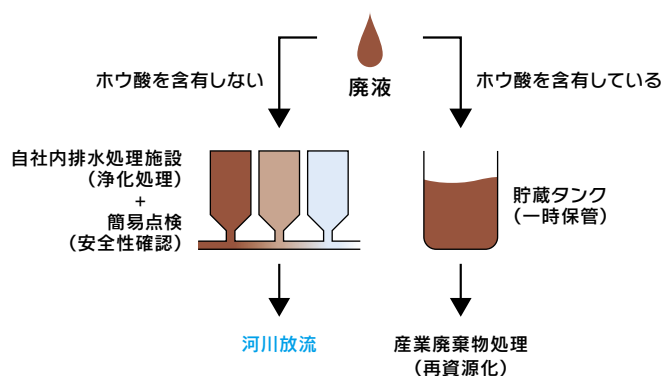 廃液
ホウ酸を含有しない
ホウ酸を含有している
自社内排水処理施設
（浄化処理）
+
簡易点検
（安全性確認）
貯蔵タンク
（一時保管）
河川放流
産業廃棄物処理
（再資源化）